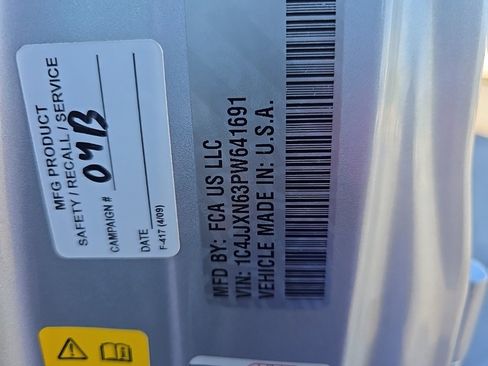 MFG PRODUCT
SAFETY / RECALL / SERVICE
CAMPAIGN # 04B
DATE
F-417 (4/09)
MFD BY: FCA US LLC
VIN: 1C4JJXN63PW641691
VEHICLE MADE IN: U.S.A.